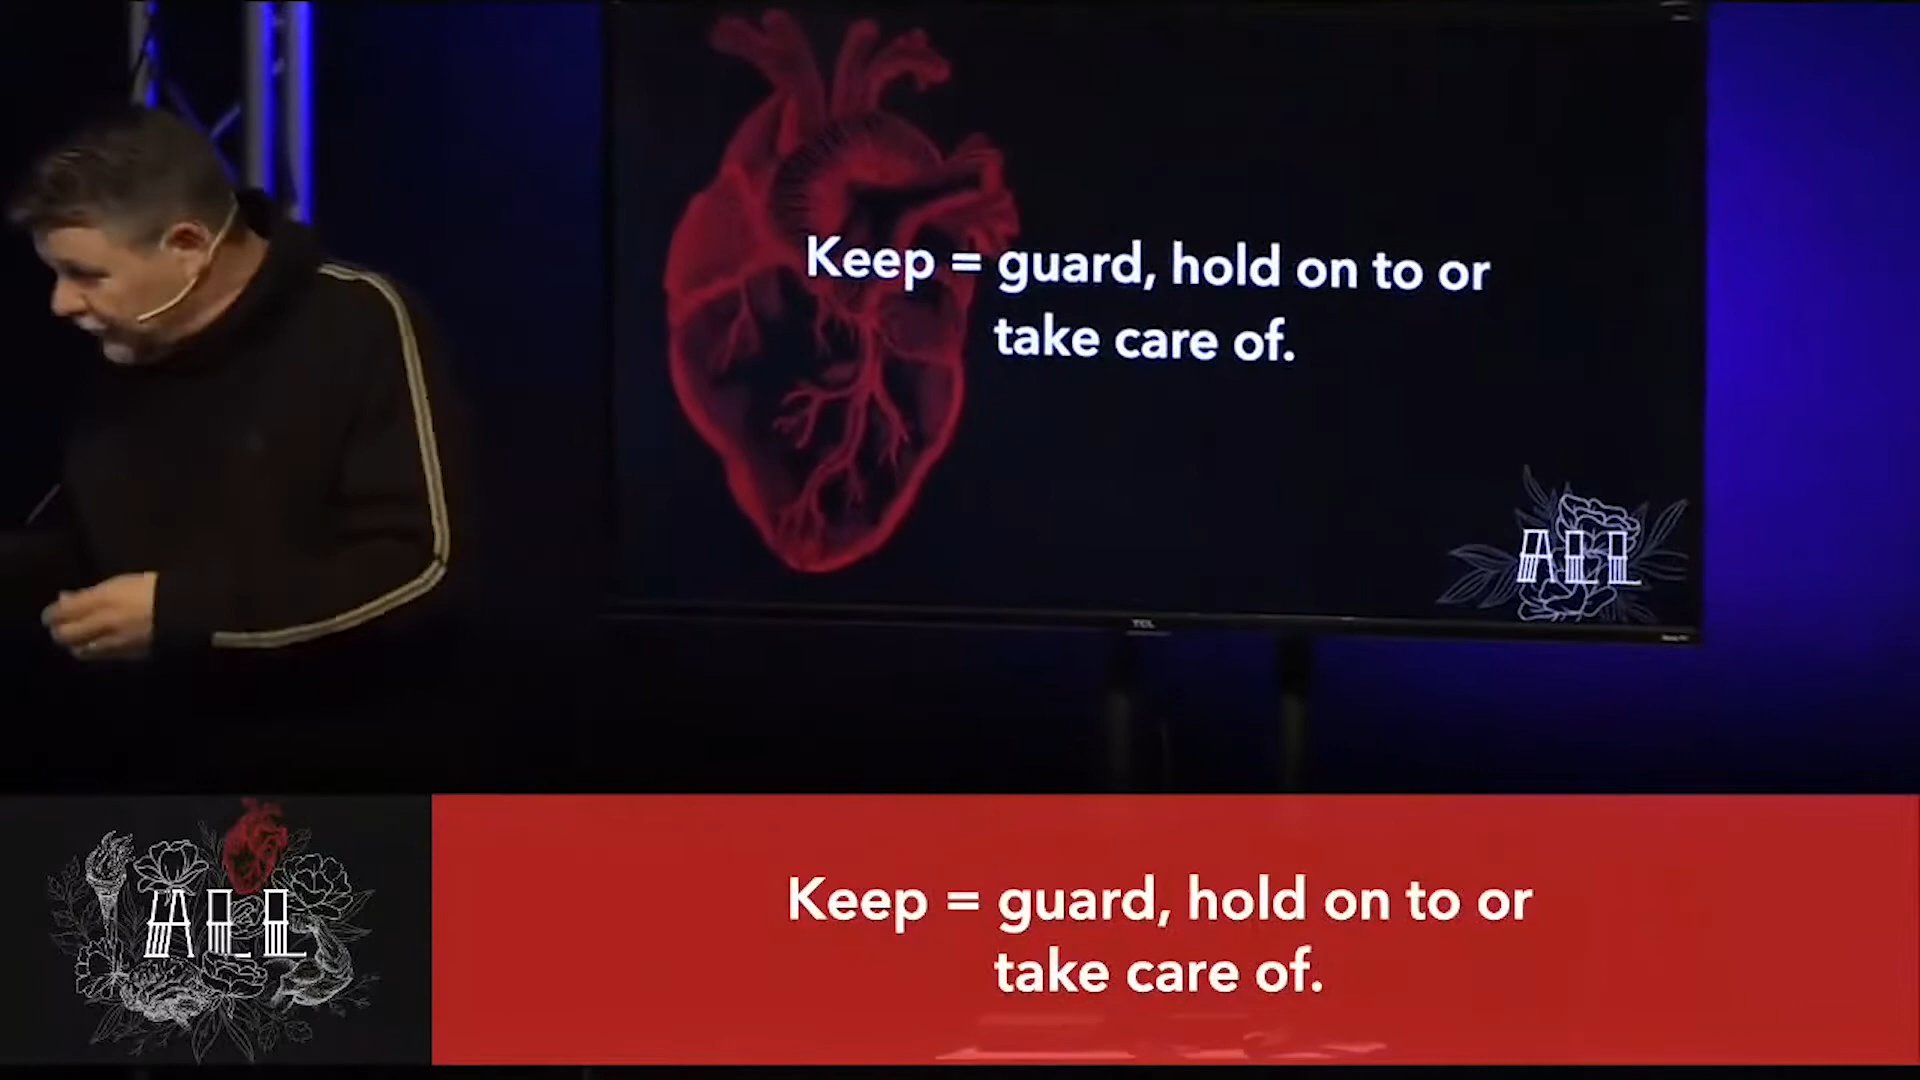 Keep = guard, hold on to or
take care of.
ALL
TCL
ALL
Keep = guard, hold on to or
take care of.